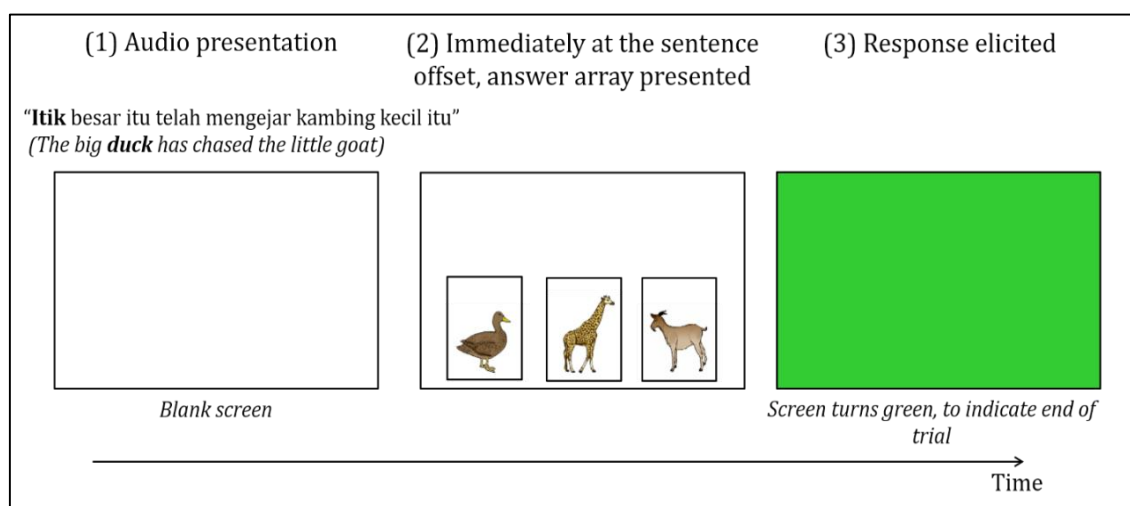 (1) Audio presentation
(2) Immediately at the sentence
offset, answer array presented
(3) Response elicited
“Itik besar itu telah mengejar kambing kecil itu”
(The big duck has chased the little goat)
Blank screen
Screen turns green, to indicate end of
trial
Time